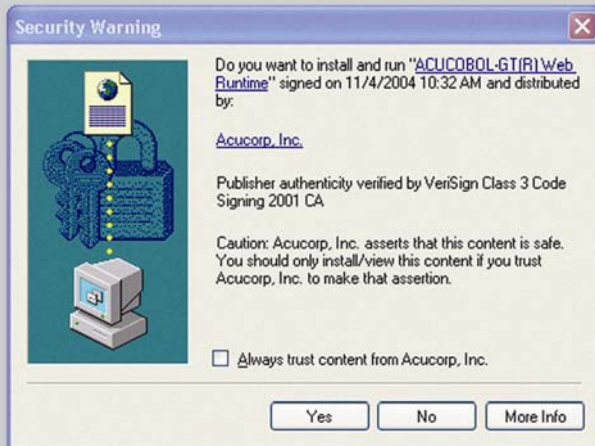 Security Warning
Do you want to install and run "ACUCOBOL-GT(R) Web
Runtime" signed on 11/4/2004 10:32 AM and distributed
by:
Acucorp, Inc.
Publisher authenticity verified by VeriSign Class 3 Code
Signing 2001 CA
Caution: Acucorp, Inc. asserts that this content is safe.
You should only install/view this content if you trust
Acucorp, Inc. to make that assertion.
Always trust content from Acucorp, Inc.
Yes No More Info